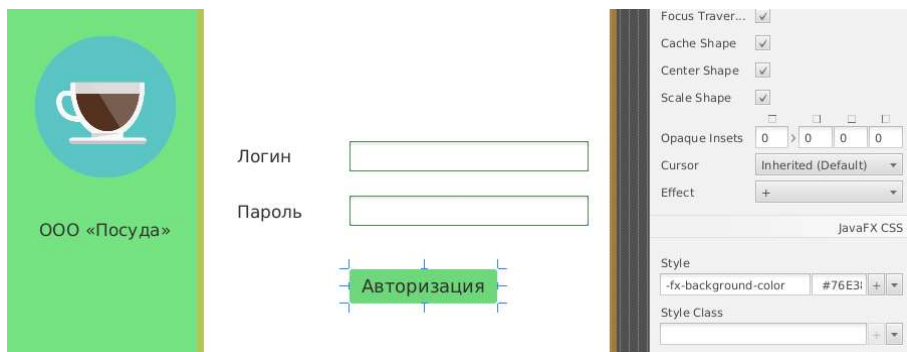 ООО «Посуда»
Логин
Пароль
Авторизация
Focus Traver...
Cache Shape
Center Shape
Scale Shape
Opaque Insets 0 > 0 0 0
Cursor Inherited (Default)
Effect +
JavaFX CSS
Style
-fx-background-color #76E3 +
Style Class
+